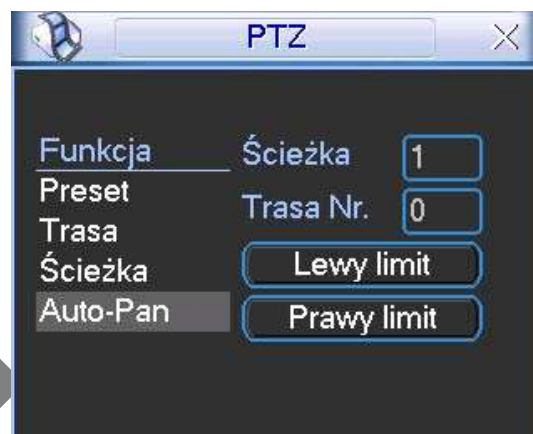 PTZ
Funkcja
Preset
Trasa
Ścieżka
Auto-Pan
Ścieżka 1
Trasa Nr. 0
Lewy limit
Prawy limit